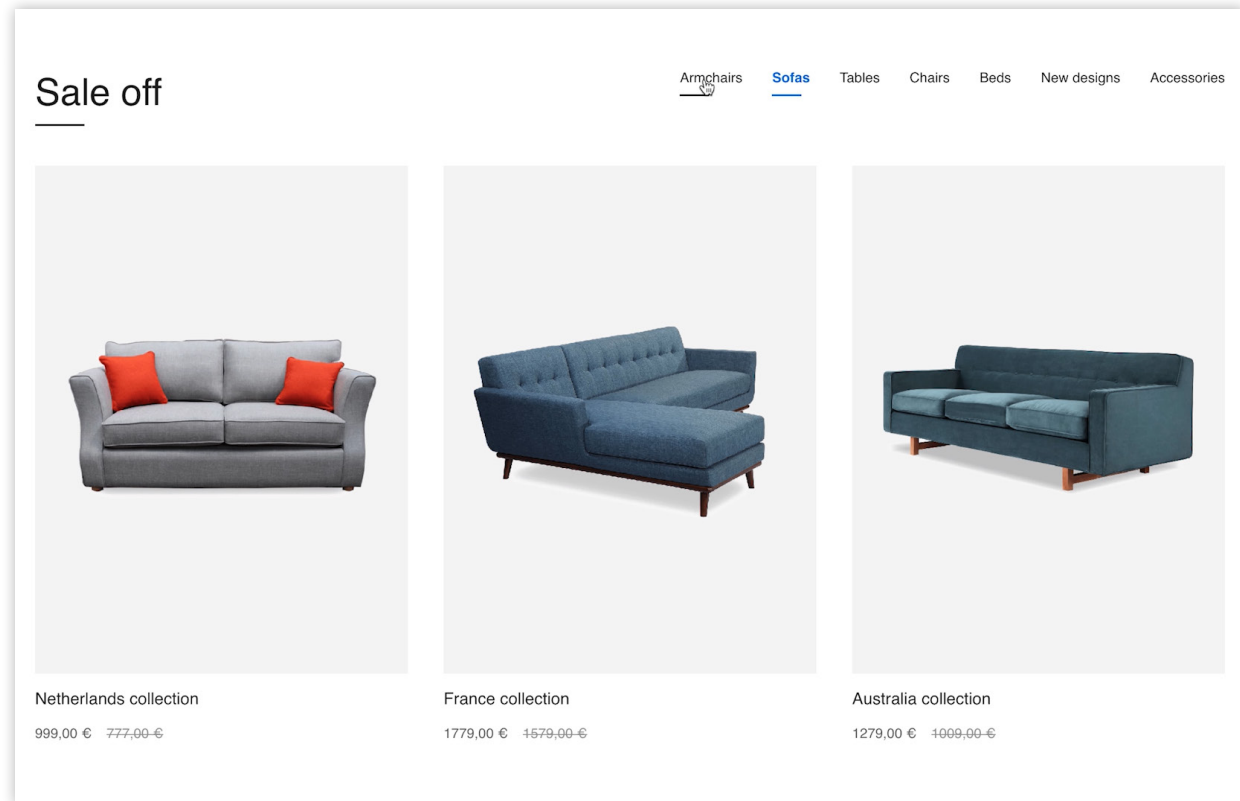 Sale off
Armchairs Sofas Tables Chairs Beds New designs Accessories
Netherlands collection
999,00 € 777,00 €
France collection
1779,00 € 1579,00 €
Australia collection
1279,00 € 1009,00 €